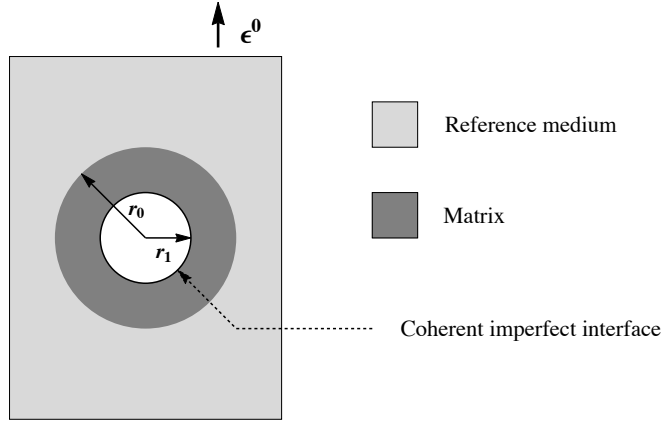 ϵ⁰
Reference medium
Matrix
r₀
r₁
Coherent imperfect interface